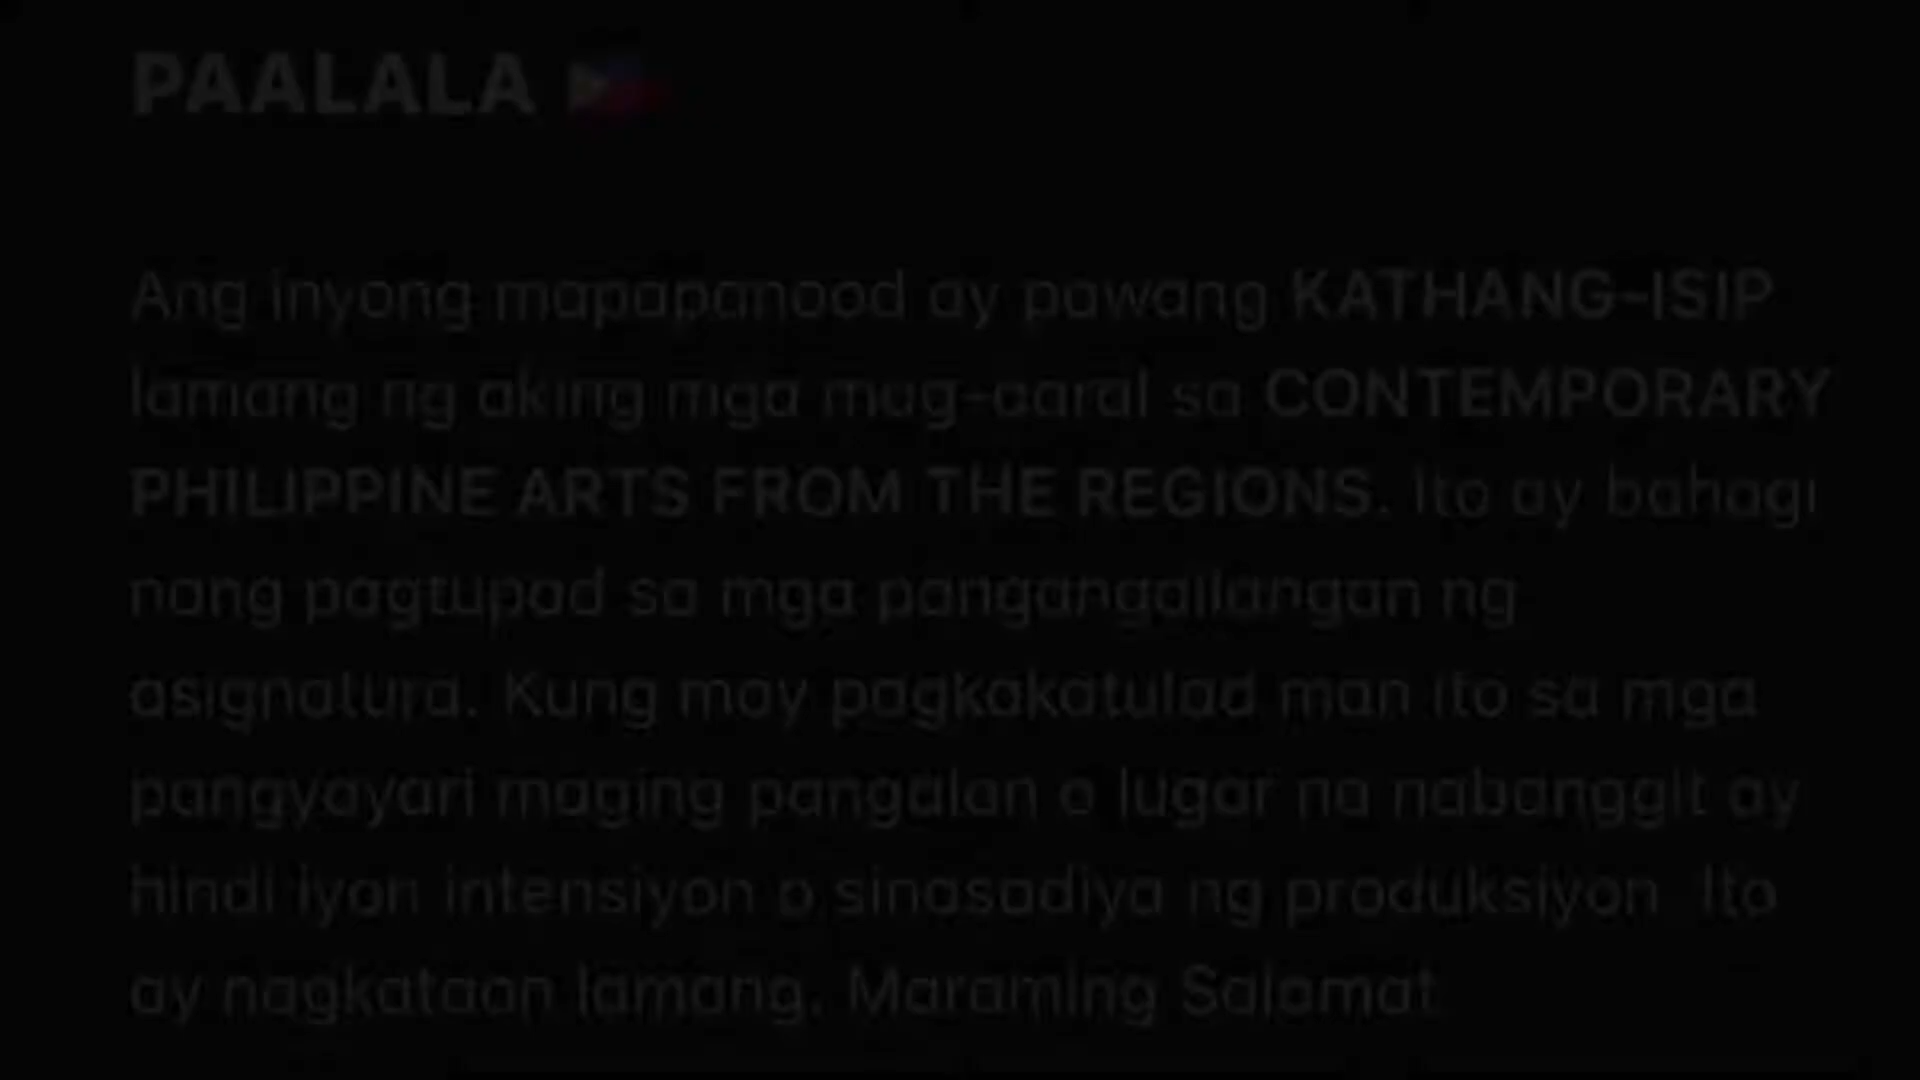 PAALALA 🇵🇭
Ang inyong mapapanood ay pawang KATHANG-ISIP
lamang ng aking mga mag-aaral sa CONTEMPORARY
PHILIPPINE ARTS FROM THE REGIONS. Ito ay bahagi
nang pagtupad sa mga pangangailangan ng
asignatura. Kung may pagkakatulad man ito sa mga
pangyayari maging pangalan o lugar na nabanggit ay
hindi iyon intensiyon o sinasadiya ng produksiyon Ito
ay nagkataon lamang. Maraming Salamat